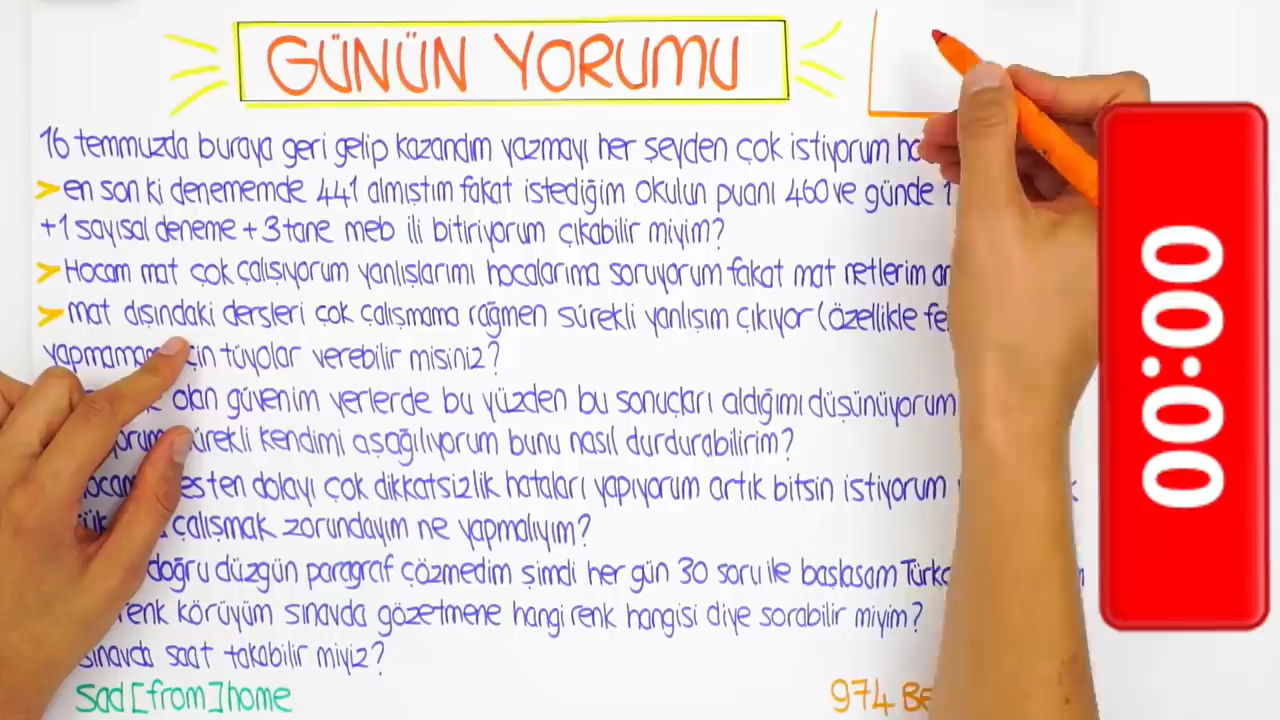 GÜNÜN YORUMU
16 temmuzda buraya geri gelip kazandım yazmayı her şeyden çok istiyorum
➤ en son ki denememde 441 almıştım fakat istediğim okulun puanı 460 ve günde 1
+1 sayısal deneme + 3 tane meb ili bitiriyorum çıkabilir miyim?
➤ Hocam mat çok çalışıyorum yanlışlarımı hocalarıma soruyorum fakat mat netlerim
➤ mat dışındaki dersleri çok çalışmama rağmen sürekli yanlışım çıkıyor (özellikle
için tüyolar verebilir misiniz?
olan güvenim yerlerde bu yüzden bu sonuçları aldığımı düşünüyorum
sürekli kendimi aşağılıyorum bunu nasıl durdurabilirim?
dolayı çok dikkatsizlik hataları yapıyorum artık bitsin istiyorum
çalışmak zorundayım ne yapmalıyım?
doğru düzgün paragraf çözmedim şimdi her gün 30 soru ile başlasam
renk körüyüm sınavda gözetmene hangi renk hangisi diye sorabilir miyim?
sınavda saat takabilir miyiz?
Sad [from] home
974
00:00